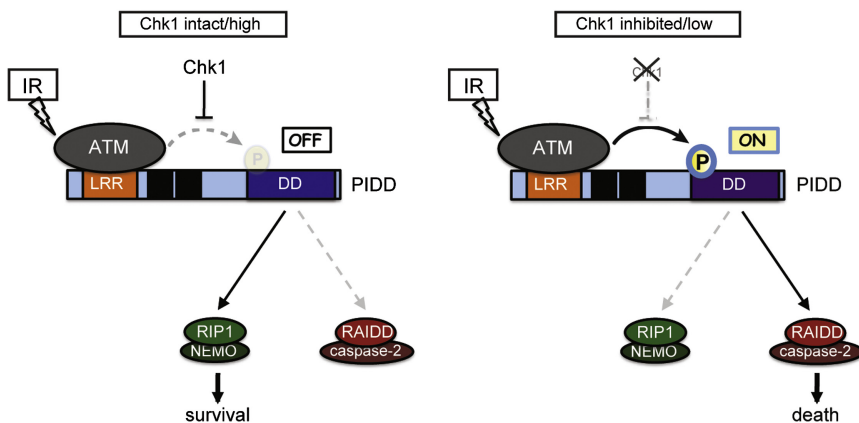 Chk1 intact/high
Chk1
IR
ATM
P
OFF
LRR
DD
PIDD
RIP1
NEMO
RAIDD
caspase-2
survival
Chk1 inhibited/low
Chk1
IR
ATM
P
ON
LRR
DD
PIDD
RIP1
NEMO
RAIDD
caspase-2
death